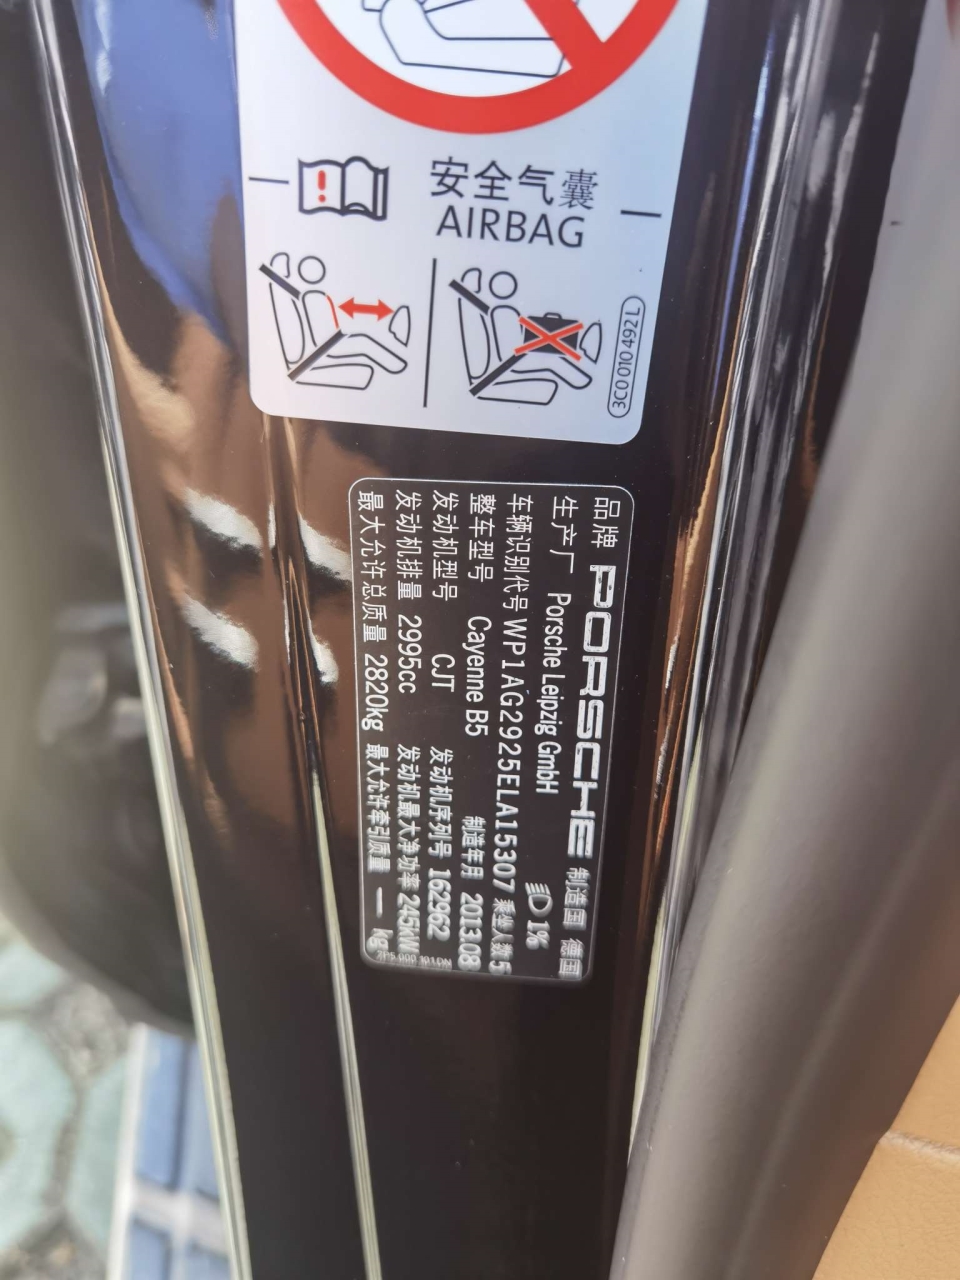 安全气囊
AIRBAG
3C0 010 492 L
品牌 PORSCHE 制造国 德国
生产厂 Porsche Leipzig GmbH 1%
车辆识别代号 WP1AG2925ELA15307 乘坐人数 5
整车型号 Cayenne B5 制造年月 2013.08
发动机型号 CJT 发动机序列号 162962
发动机排量 2995cc 发动机最大净功率 245kW
最大允许总质量 2820kg 最大允许牵引质量 — kg